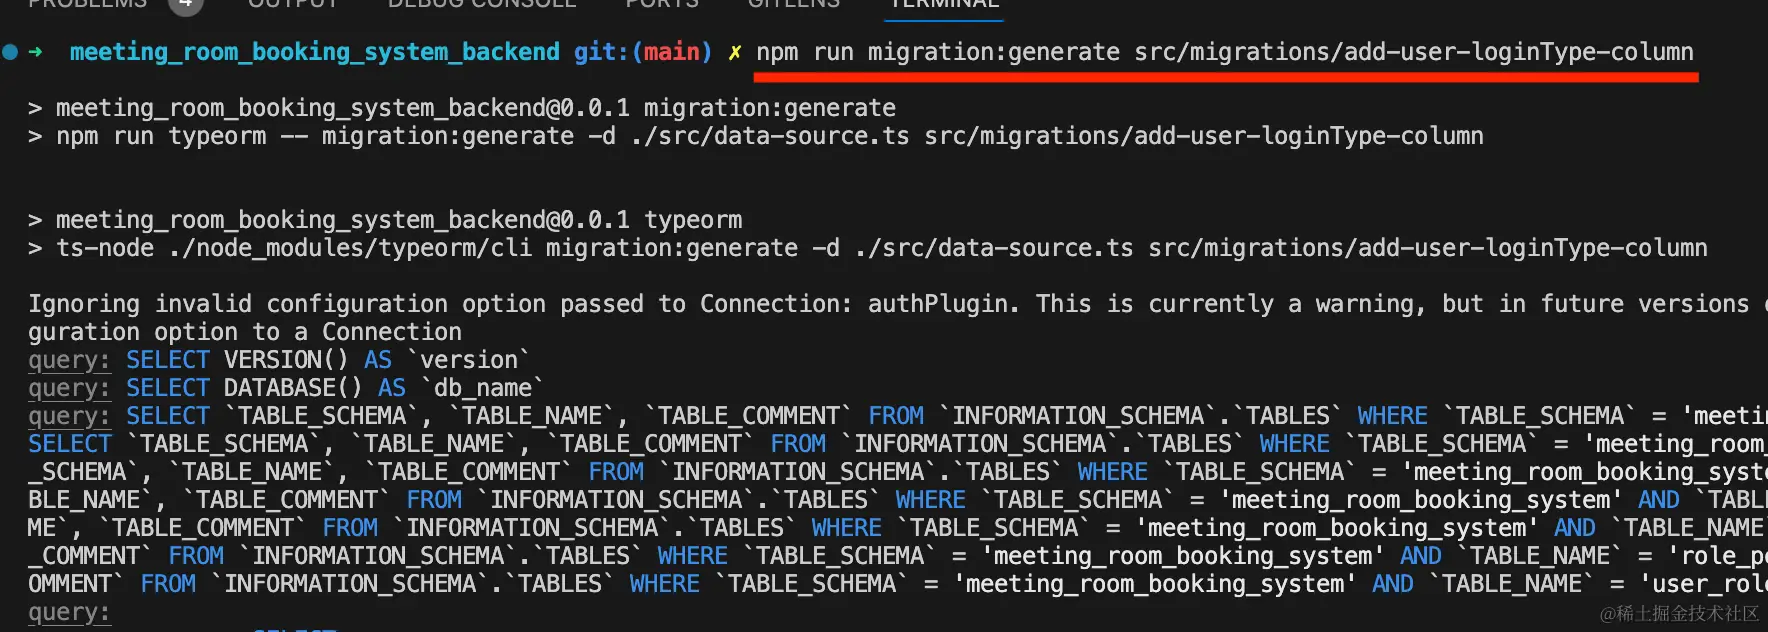 PROBLEMS 4 OUTPUT DEBUG CONSOLE PORTS GITLENS TERMINAL
➜ meeting_room_booking_system_backend git:(main) ✗ npm run migration:generate src/migrations/add-user-loginType-column
> meeting_room_booking_system_backend@0.0.1 migration:generate
> npm run typeorm -- migration:generate -d ./src/data-source.ts src/migrations/add-user-loginType-column
> meeting_room_booking_system_backend@0.0.1 typeorm
> ts-node ./node_modules/typeorm/cli migration:generate -d ./src/data-source.ts src/migrations/add-user-loginType-column
Ignoring invalid configuration option passed to Connection: authPlugin. This is currently a warning, but in future versions
guration option to a Connection
query: SELECT VERSION() AS `version`
query: SELECT DATABASE() AS `db_name`
query: SELECT `TABLE_SCHEMA`, `TABLE_NAME`, `TABLE_COMMENT` FROM `INFORMATION_SCHEMA`.`TABLES` WHERE `TABLE_SCHEMA` = 'meeti
SELECT `TABLE_SCHEMA`, `TABLE_NAME`, `TABLE_COMMENT` FROM `INFORMATION_SCHEMA`.`TABLES` WHERE `TABLE_SCHEMA` = 'meeting_room_
_SCHEMA`, `TABLE_NAME`, `TABLE_COMMENT` FROM `INFORMATION_SCHEMA`.`TABLES` WHERE `TABLE_SCHEMA` = 'meeting_room_booking_syst
BLE_NAME`, `TABLE_COMMENT` FROM `INFORMATION_SCHEMA`.`TABLES` WHERE `TABLE_SCHEMA` = 'meeting_room_booking_system' AND `TABL
ME`, `TABLE_COMMENT` FROM `INFORMATION_SCHEMA`.`TABLES` WHERE `TABLE_SCHEMA` = 'meeting_room_booking_system' AND `TABLE_NAME`
_COMMENT` FROM `INFORMATION_SCHEMA`.`TABLES` WHERE `TABLE_SCHEMA` = 'meeting_room_booking_system' AND `TABLE_NAME` = 'role_p
OMMENT` FROM `INFORMATION_SCHEMA`.`TABLES` WHERE `TABLE_SCHEMA` = 'meeting_room_booking_system' AND `TABLE_NAME` = 'user_rol
query:
SELECT
@稀土掘金技术社区